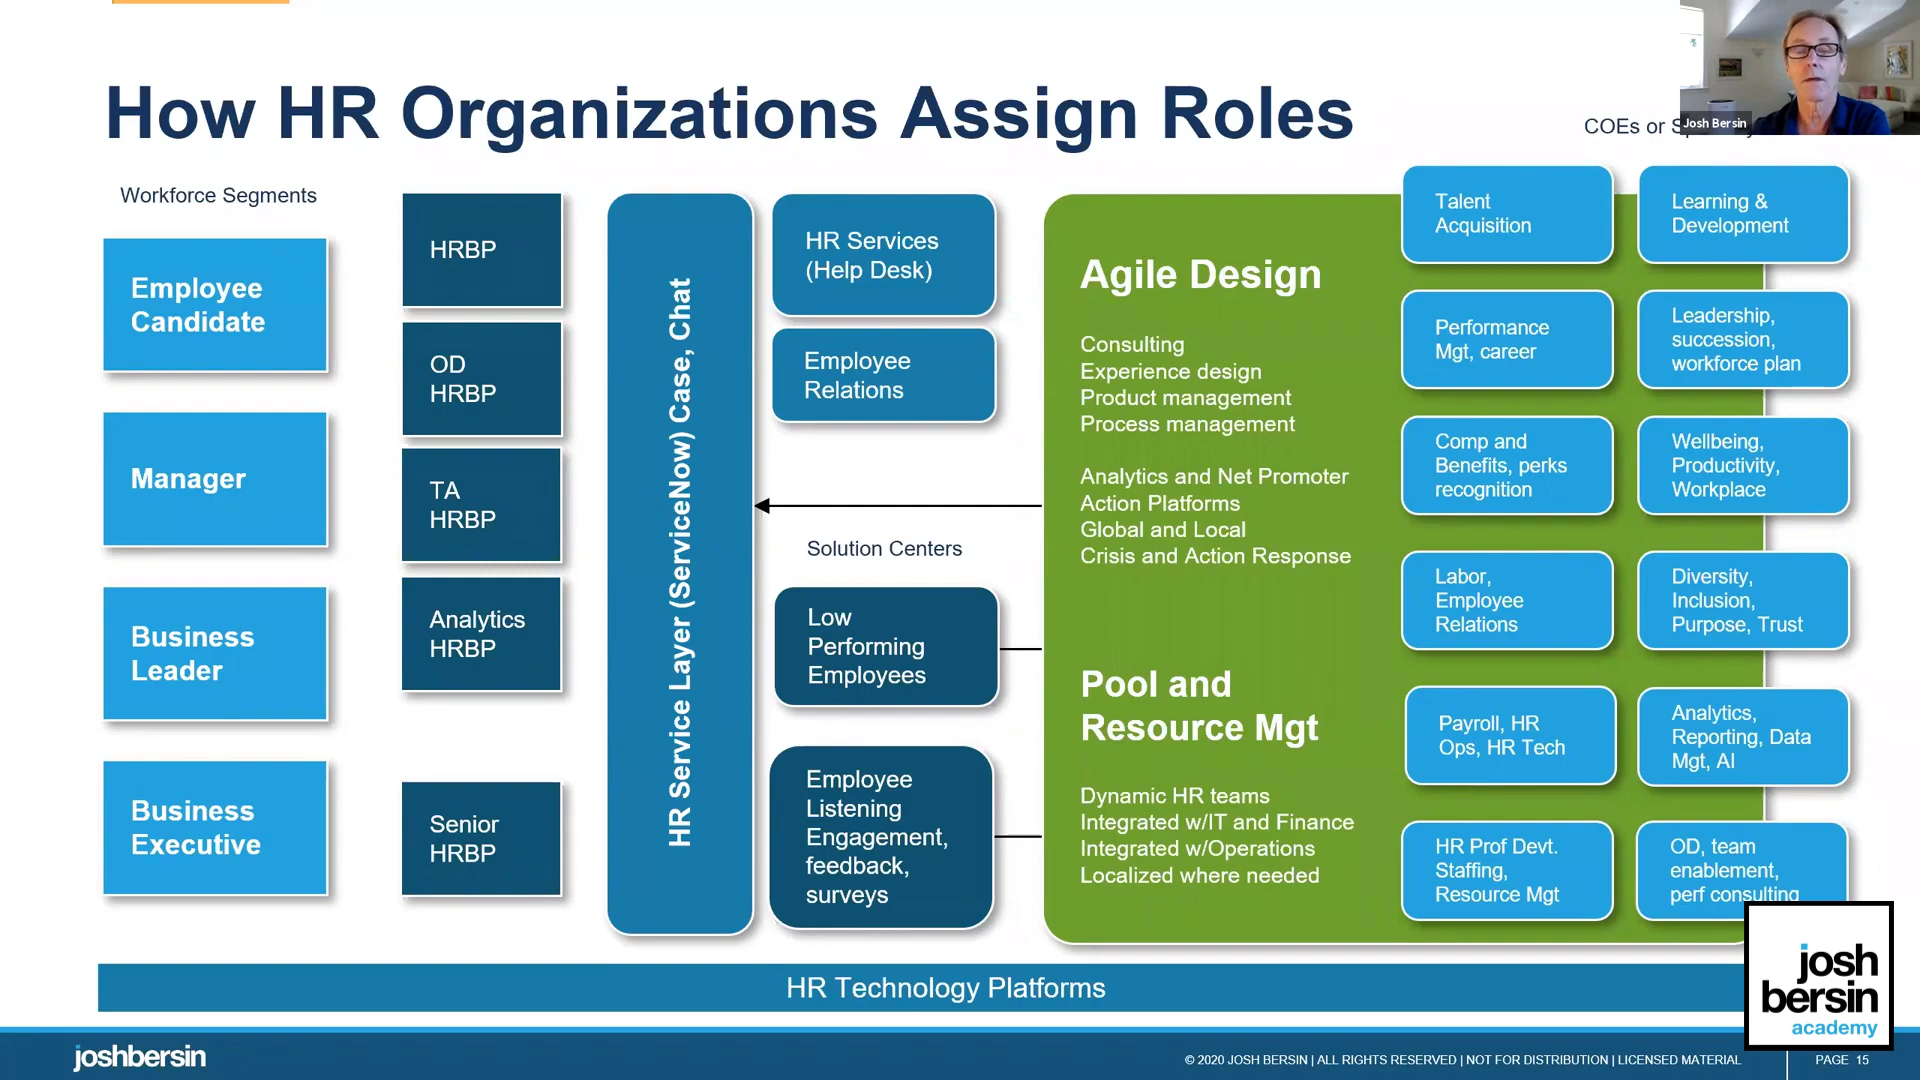 How HR Organizations Assign Roles
Josh Bersin
COEs or
Workforce Segments
Employee
Candidate
Manager
Business
Leader
Business
Executive
HRBP
OD
HRBP
TA
HRBP
Analytics
HRBP
Senior
HRBP
HR Service Layer (ServiceNow) Case, Chat
HR Services
(Help Desk)
Employee
Relations
Solution Centers
Low
Performing
Employees
Employee
Listening
Engagement,
feedback,
surveys
Agile Design
Consulting
Experience design
Product management
Process management
Analytics and Net Promoter
Action Platforms
Global and Local
Crisis and Action Response
Pool and
Resource Mgt
Dynamic HR teams
Integrated w/IT and Finance
Integrated w/Operations
Localized where needed
Talent
Acquisition
Learning &
Development
Performance
Mgt, career
Leadership,
succession,
workforce plan
Comp and
Benefits, perks
recognition
Wellbeing,
Productivity,
Workplace
Labor,
Employee
Relations
Diversity,
Inclusion,
Purpose, Trust
Payroll, HR
Ops, HR Tech
Analytics,
Reporting, Data
Mgt, AI
HR Prof Devt.
Staffing,
Resource Mgt
OD, team
enablement,
perf consulting
HR Technology Platforms
josh
bersin
academy
joshbersin
© 2020 JOSH BERSIN | ALL RIGHTS RESERVED | NOT FOR DISTRIBUTION | LICENSED MATERIAL
PAGE 15